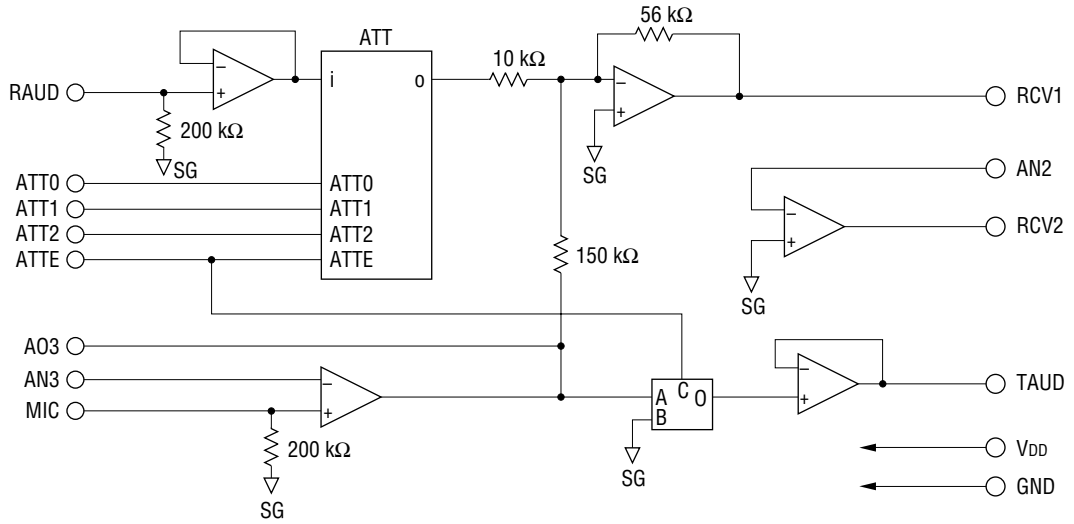 ATT
56 kΩ
10 kΩ
− i o −
RAUD + + RCV1
200 kΩ
SG SG
AN2
ATT0 ATT0
ATT1 ATT1 −
ATT2 ATT2 RCV2
ATTE ATTE +
150 kΩ
SG
AO3
AN3 − −
C TAUD
MIC + A O +
B
200 kΩ
SG VDD
SG GND